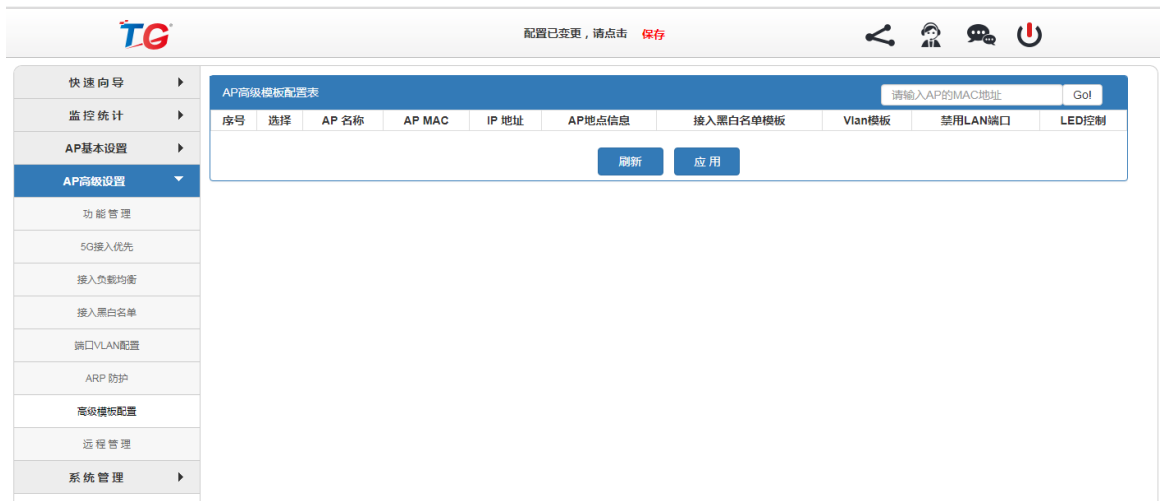 TG
配置已变更,请点击 保存
快速向导
监控统计
AP基本设置
AP高级设置
功能管理
5G接入优先
接入负载均衡
接入黑白名单
端口VLAN配置
ARP 防护
高级模板配置
远程管理
系统管理
AP高级模板配置表 请输入AP的MAC地址 Go!
序号 选择 AP 名称 AP MAC IP 地址 AP地点信息 接入黑白名单模板 Vlan模板 禁用LAN端口 LED控制
刷新 应用